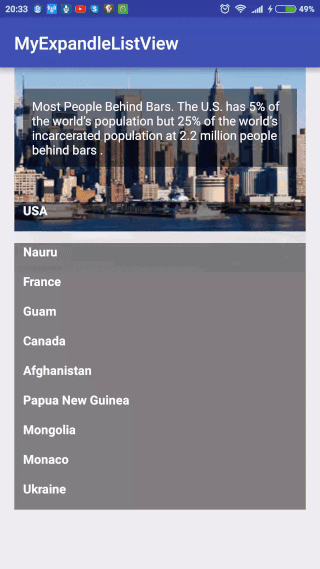 20:33 49%
MyExpandleListView
Most People Behind Bars. The U.S. has 5% of
the world's population but 25% of the world's
incarcerated population at 2.2 million people
behind bars .
USA
Nauru
France
Guam
Canada
Afghanistan
Papua New Guinea
Mongolia
Monaco
Ukraine